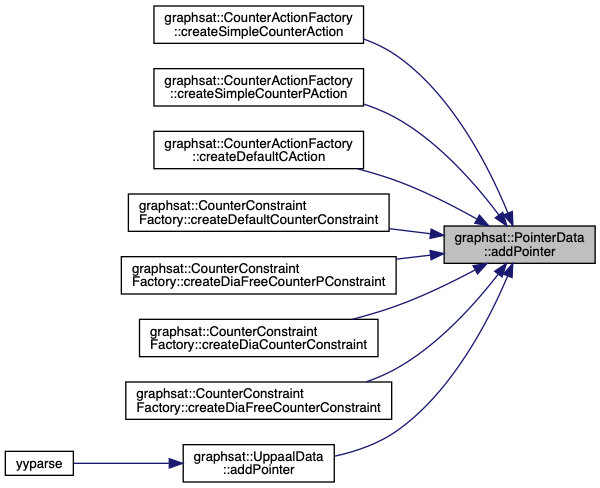 graphsat::CounterActionFactory
::createSimpleCounterAction
graphsat::CounterActionFactory
::createSimpleCounterPAction
graphsat::CounterActionFactory
::createDefaultCAction
graphsat::CounterConstraint
Factory::createDefaultCounterConstraint
graphsat::PointerData
::addPointer
graphsat::CounterConstraint
Factory::createDiaFreeCounterPConstraint
graphsat::CounterConstraint
Factory::createDiaCounterConstraint
graphsat::CounterConstraint
Factory::createDiaFreeCounterConstraint
yyparse
graphsat::UppaalData
::addPointer